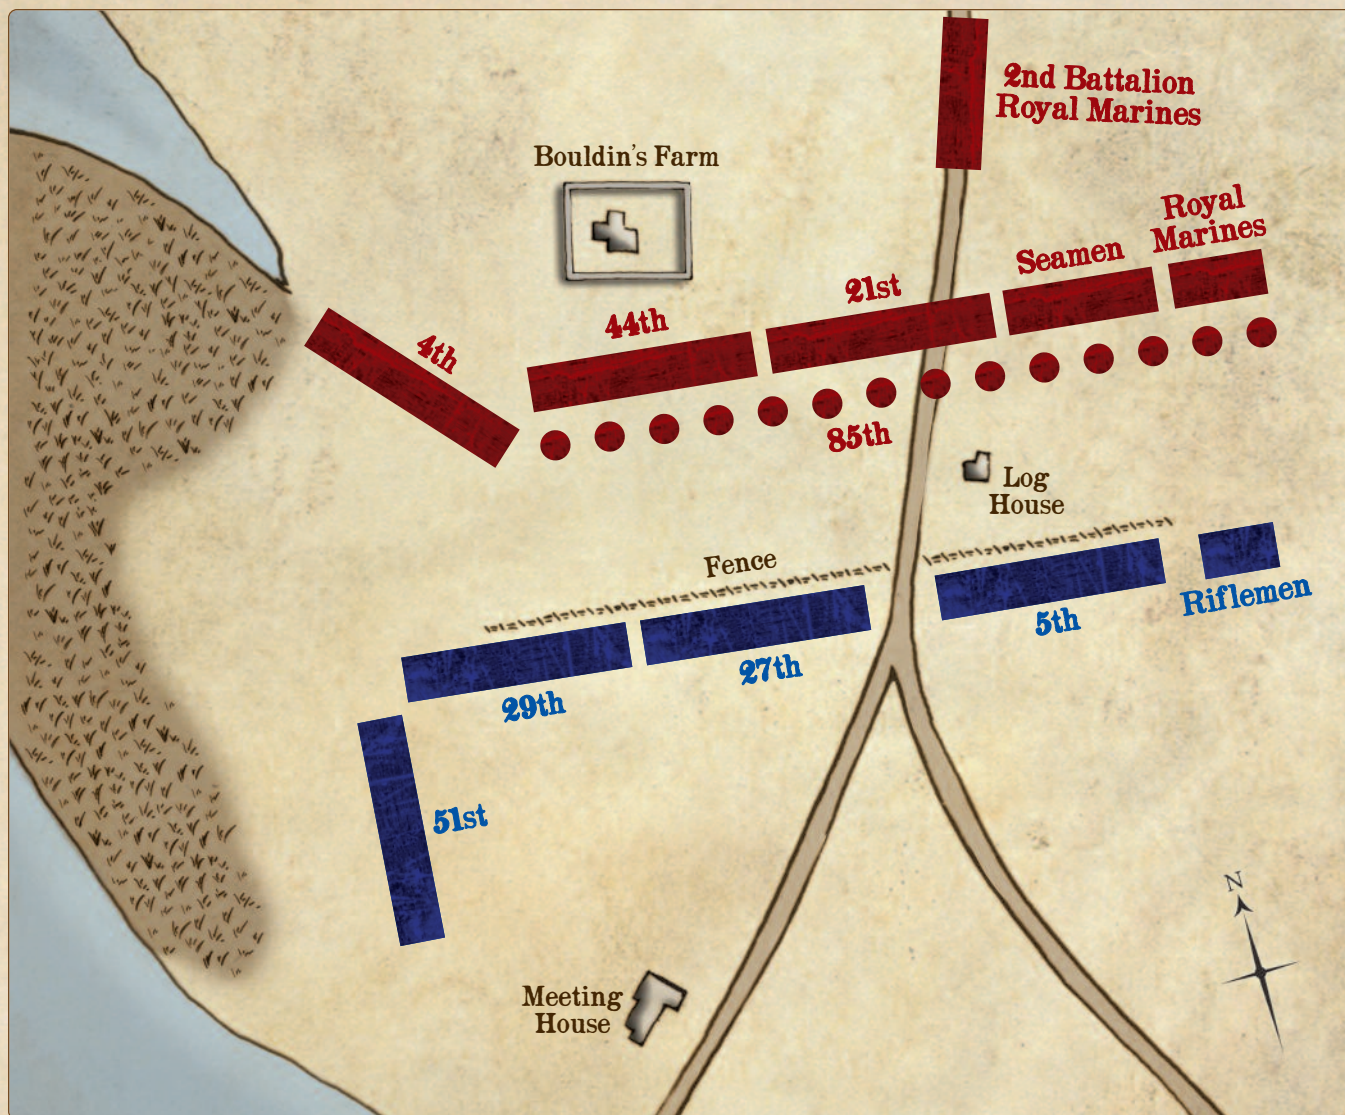 2nd Battalion
Royal Marines
Bouldin's Farm
Royal
Marines
Seamen
21st
44th
4th
85th
Log
House
Fence
Riflemen
5th
27th
29th
51st
N
Meeting
House